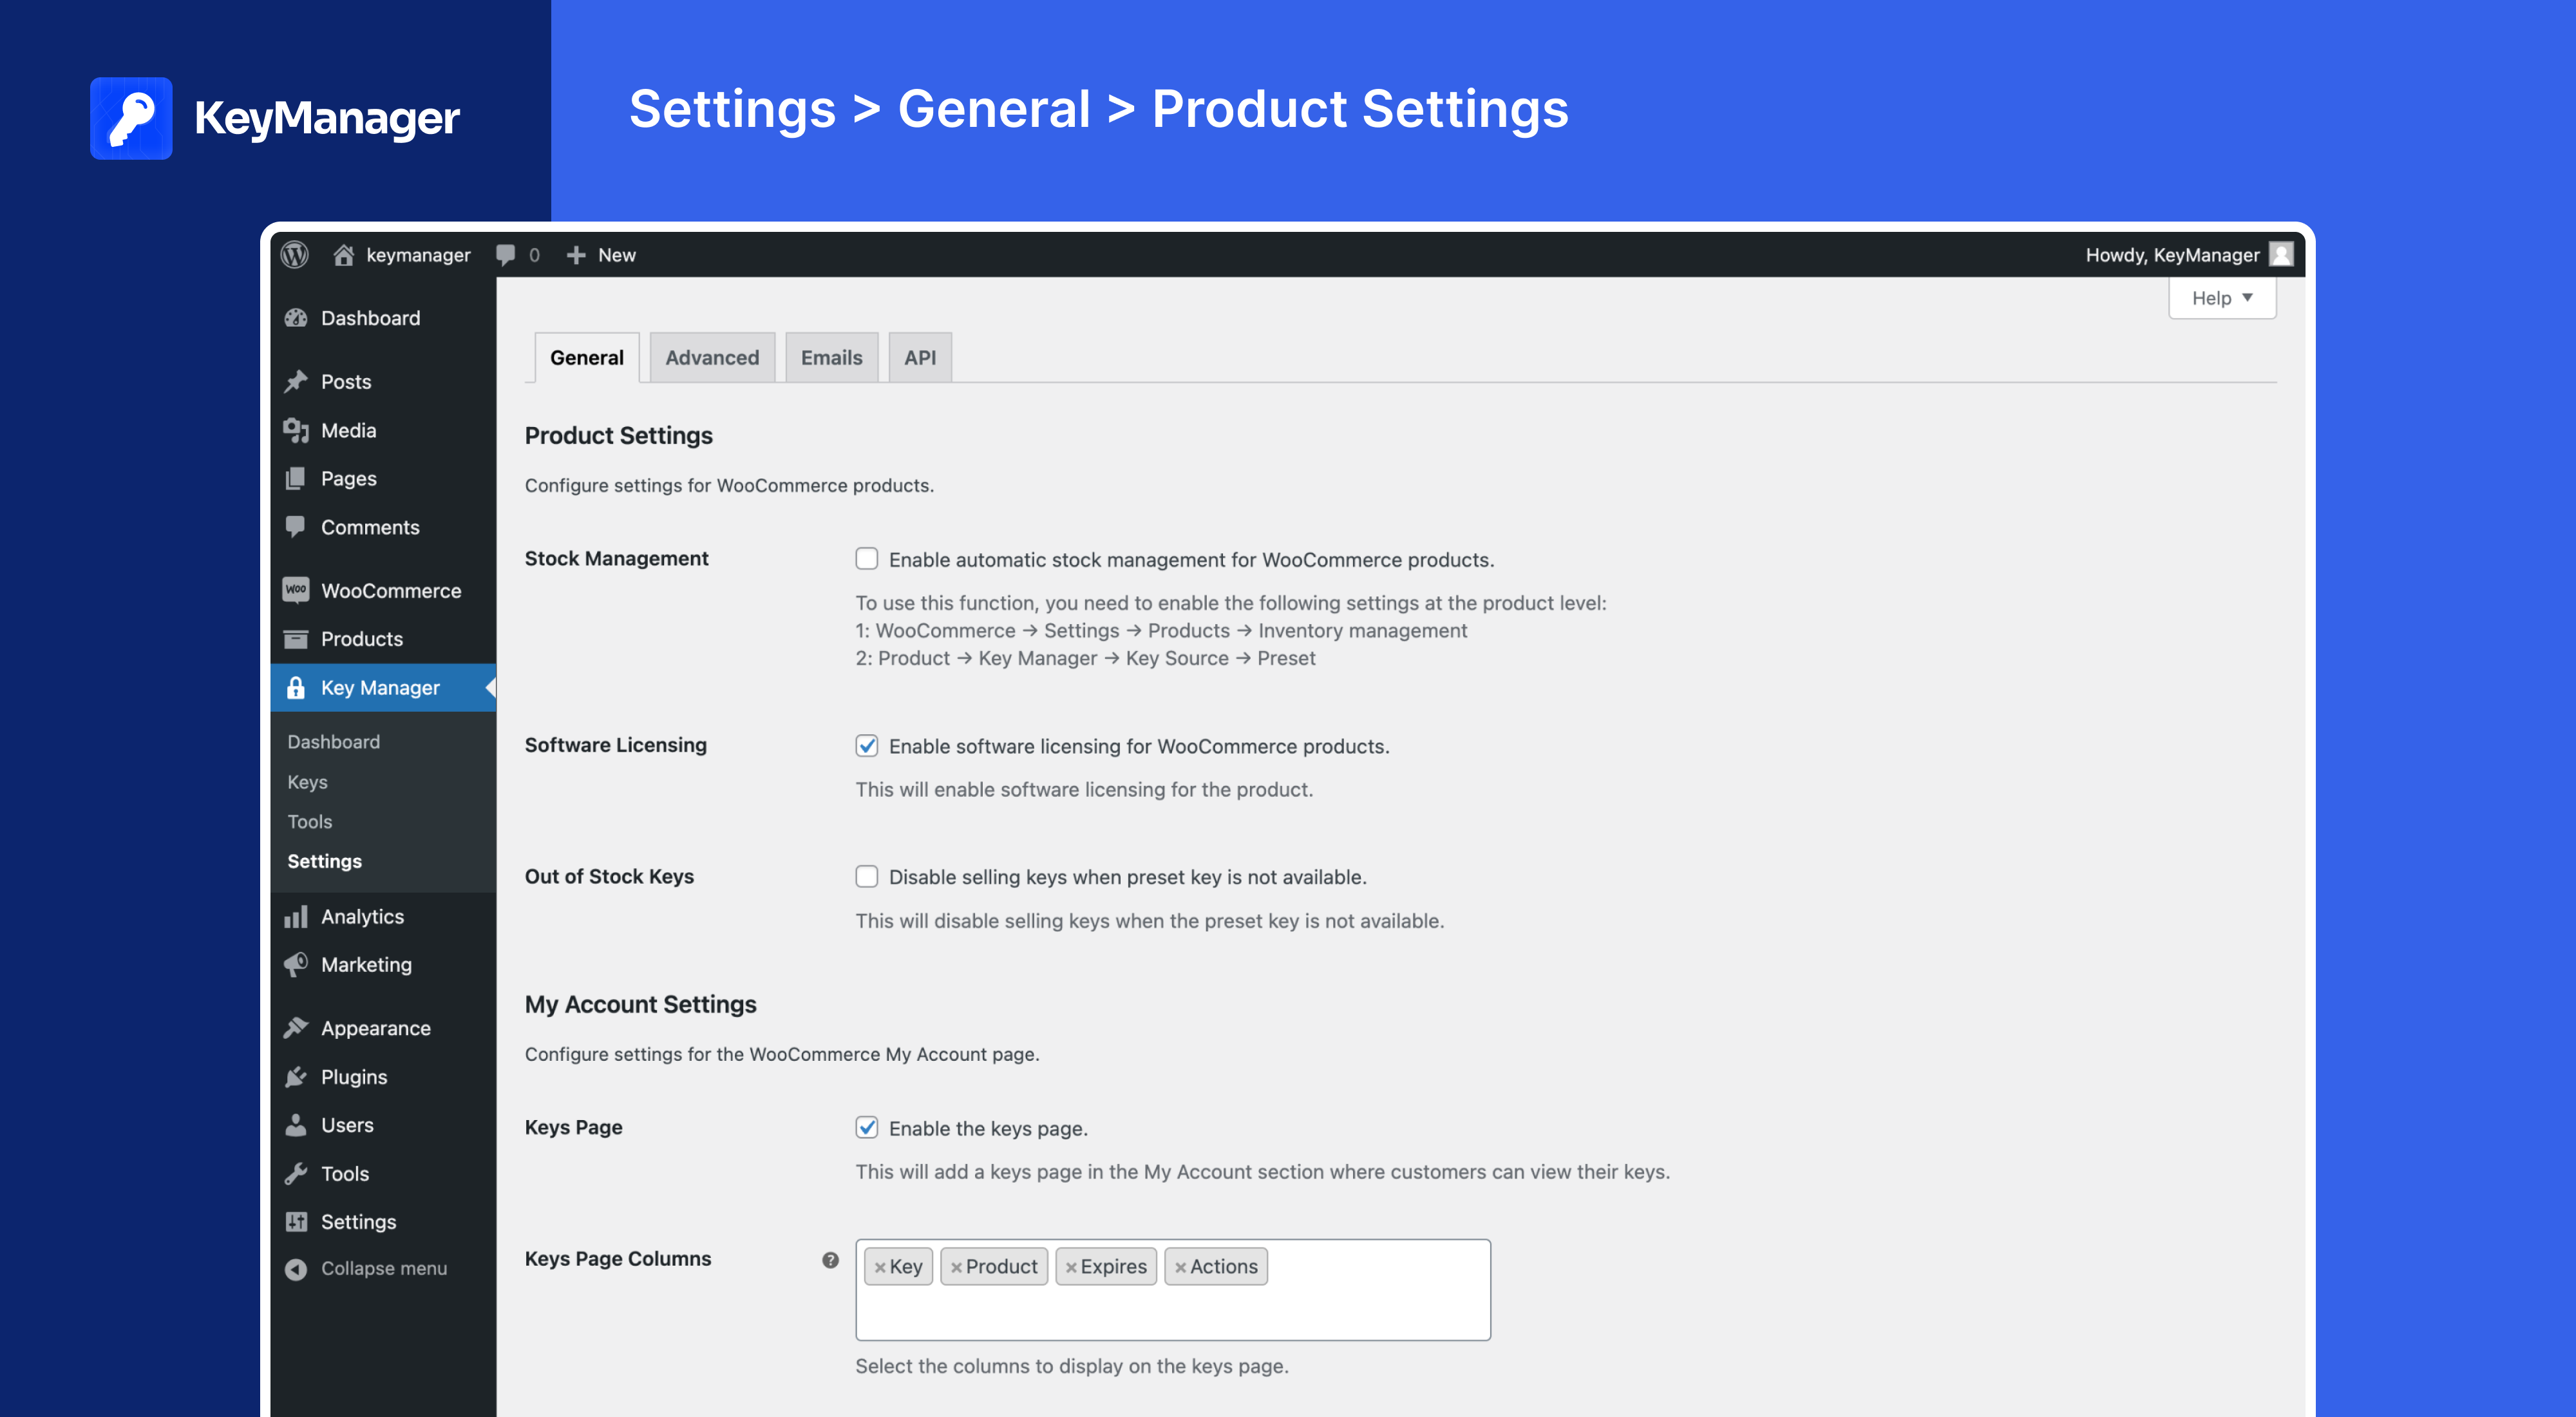 KeyManager
Settings > General > Product Settings
keymanager
0
New
Howdy, KeyManager
Help
Dashboard
Posts
Media
Pages
Comments
Woo
WooCommerce
Products
Key Manager
Dashboard
Keys
Tools
Settings
Analytics
Marketing
Appearance
Plugins
Users
Tools
Settings
Collapse menu
General
Advanced
Emails
API
Product Settings
Configure settings for WooCommerce products.
Stock Management
Enable automatic stock management for WooCommerce products.
To use this function, you need to enable the following settings at the product level:
1: WooCommerce → Settings → Products → Inventory management
2: Product → Key Manager → Key Source → Preset
Software Licensing
Enable software licensing for WooCommerce products.
This will enable software licensing for the product.
Out of Stock Keys
Disable selling keys when preset key is not available.
This will disable selling keys when the preset key is not available.
My Account Settings
Configure settings for the WooCommerce My Account page.
Keys Page
Enable the keys page.
This will add a keys page in the My Account section where customers can view their keys.
Keys Page Columns
?
×Key ×Product ×Expires ×Actions
Select the columns to display on the keys page.